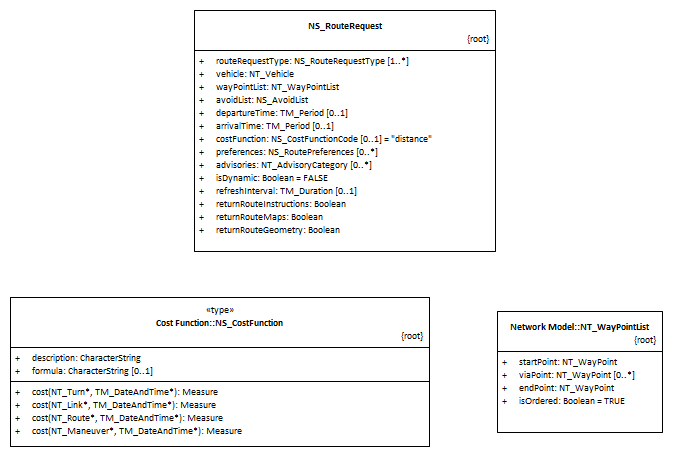 NS_RouteRequest
{root}
+ routeRequestType: NS_RouteRequestType [1..*]
+ vehicle: NT_Vehicle
+ wayPointList: NT_WayPointList
+ avoidList: NS_AvoidList
+ departureTime: TM_Period [0..1]
+ arrivalTime: TM_Period [0..1]
+ costFunction: NS_CostFunctionCode [0..1] = "distance"
+ preferences: NS_RoutePreferences [0..*]
+ advisories: NT_AdvisoryCategory [0..*]
+ isDynamic: Boolean = FALSE
+ refreshInterval: TM_Duration [0..1]
+ returnRouteInstructions: Boolean
+ returnRouteMaps: Boolean
+ returnRouteGeometry: Boolean
«type»
Cost Function::NS_CostFunction
{root}
+ description: CharacterString
+ formula: CharacterString [0..1]
+ cost(NT_Turn*, TM_DateAndTime*): Measure
+ cost(NT_Link*, TM_DateAndTime*): Measure
+ cost(NT_Route*, TM_DateAndTime*): Measure
+ cost(NT_Maneuver*, TM_DateAndTime*): Measure
Network Model::NT_WayPointList
{root}
+ startPoint: NT_WayPoint
+ viaPoint: NT_WayPoint [0..*]
+ endPoint: NT_WayPoint
+ isOrdered: Boolean = TRUE